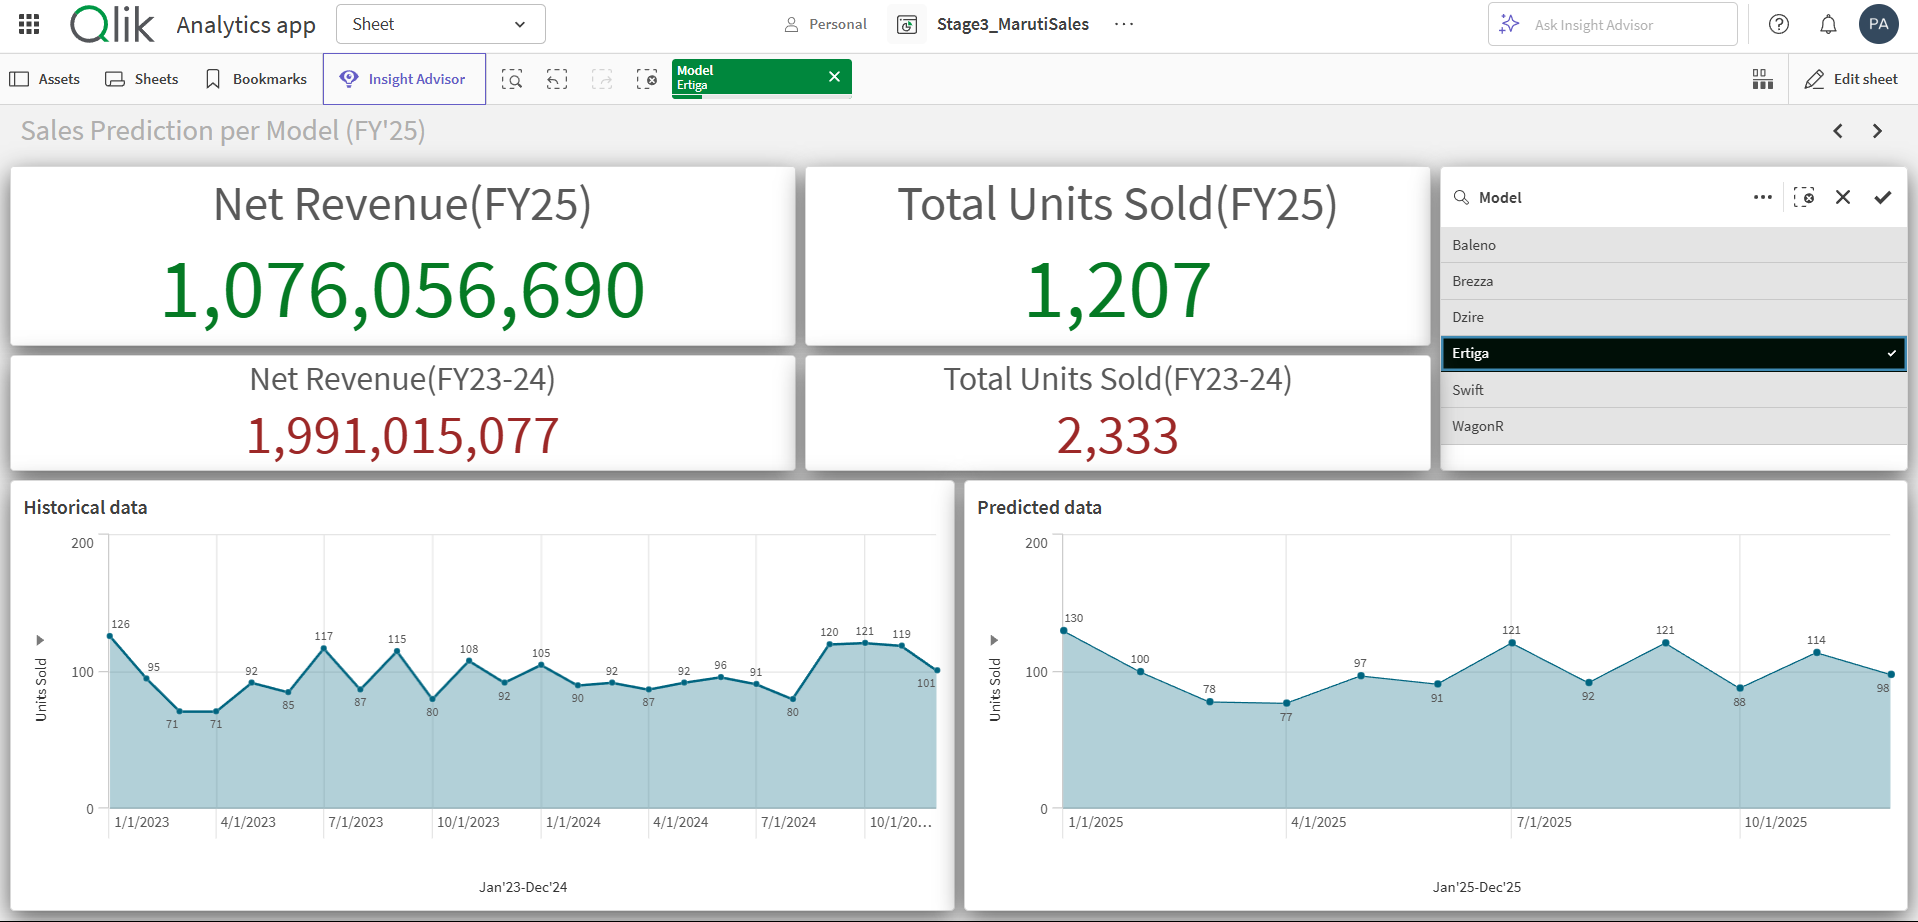 Qlik
Analytics app
Sheet
Personal
Stage3_MarutiSales
...
Ask Insight Advisor
PA
Assets
Sheets
Bookmarks
Insight Advisor
Model
Ertiga
Edit sheet
Sales Prediction per Model (FY'25)
Net Revenue(FY25)
1,076,056,690
Total Units Sold(FY25)
1,207
Net Revenue(FY23-24)
1,991,015,077
Total Units Sold(FY23-24)
2,333
Model
Baleno
Brezza
Dzire
Ertiga
Swift
WagonR
Historical data
Units Sold
200
100
0
126
95
71
71
92
85
117
87
115
80
108
92
105
90
92
87
92
96
91
80
120
121
119
101
1/1/2023
4/1/2023
7/1/2023
10/1/2023
1/1/2024
4/1/2024
7/1/2024
10/1/20...
Jan'23-Dec'24
Predicted data
Units Sold
200
100
0
130
100
78
77
97
91
121
92
121
88
114
98
1/1/2025
4/1/2025
7/1/2025
10/1/2025
Jan'25-Dec'25